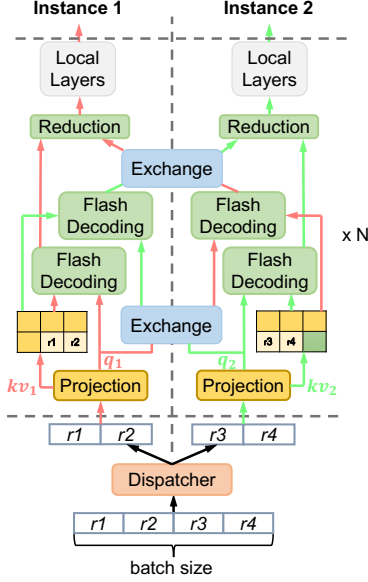 Instance 1
Instance 2
Local
Layers
Local
Layers
Reduction
Reduction
Exchange
Flash
Decoding
Flash
Decoding
x N
Flash
Decoding
Flash
Decoding
r1 r2
Exchange
r3 r4
q1
q2
kv1
Projection
Projection
kv2
r1 r2
r3 r4
Dispatcher
r1 r2 r3 r4
batch size